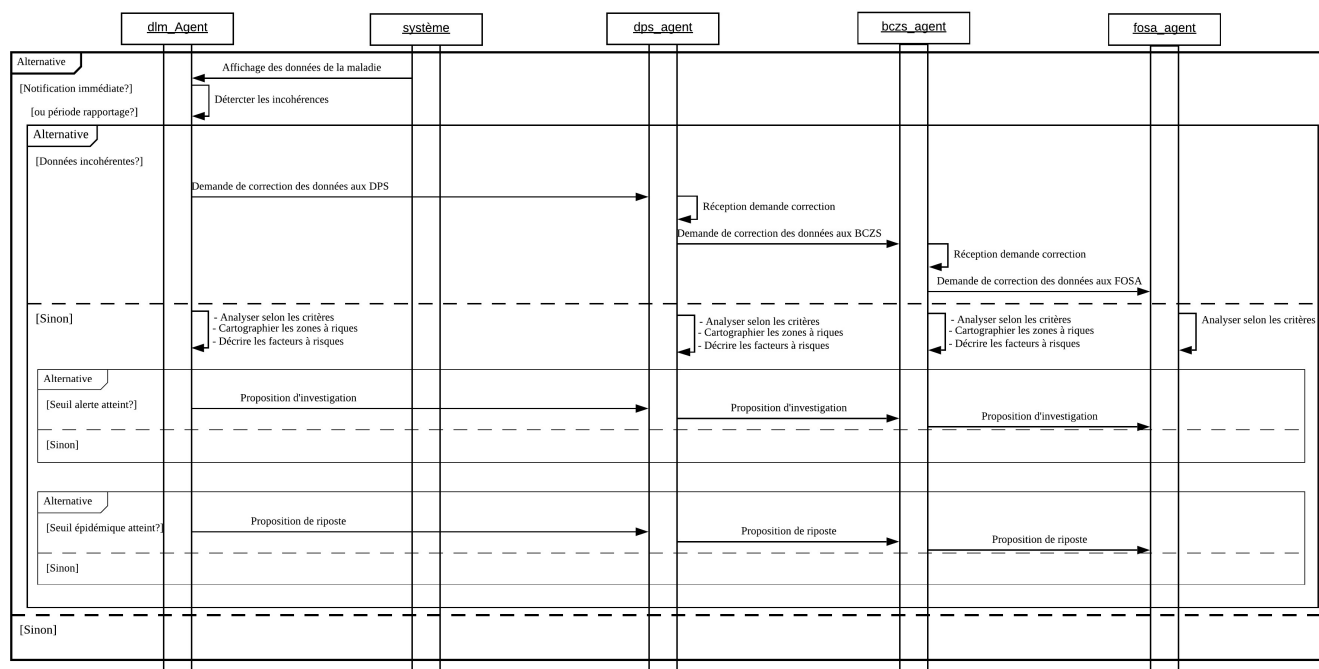 dlm_Agent
système
dps_agent
bczs_agent
fosa_agent
Alternative
Affichage des données de la maladie
[Notification immédiate?]
Détercter les incohérences
[ou période rapportage?]
Alternative
[Données incohérentes?]
Demande de correction des données aux DPS
Réception demande correction
Demande de correction des données aux BCZS
Réception demande correction
Demande de correction des données aux FOSA
[Sinon]
- Analyser selon les critères
- Cartographier les zones à riques
- Décrire les facteurs à risques
- Analyser selon les critères
- Cartographier les zones à riques
- Décrire les facteurs à risques
- Analyser selon les critères
- Cartographier les zones à riques
- Décrire les facteurs à risques
Analyser selon les critères
Alternative
[Seuil alerte atteint?]
Proposition d'investigation
Proposition d'investigation
Proposition d'investigation
[Sinon]
Alternative
[Seuil épidémique atteint?]
Proposition de riposte
Proposition de riposte
Proposition de riposte
[Sinon]
[Sinon]